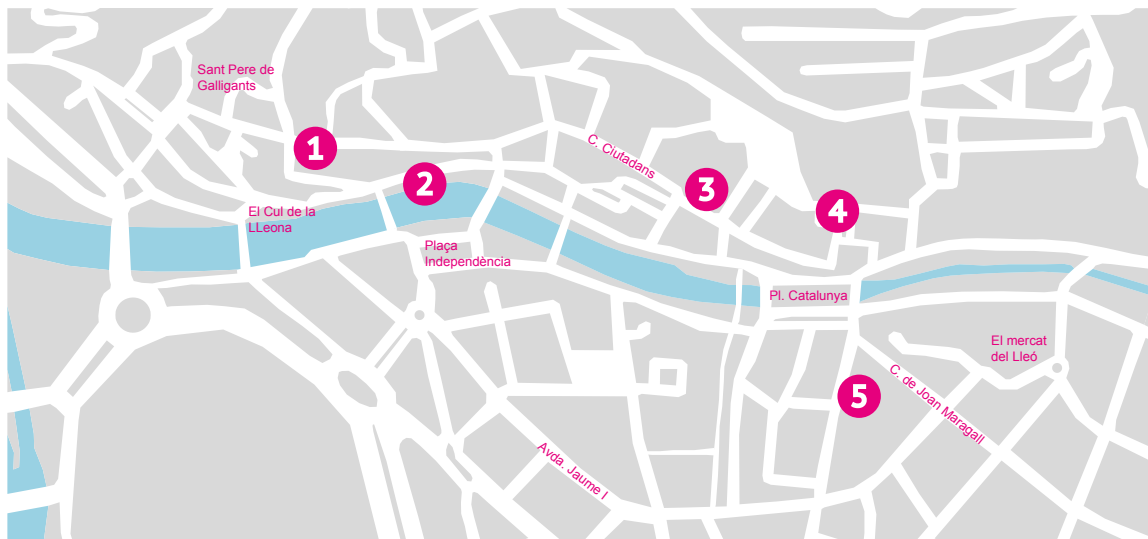 Sant Pere de
Galligants
1
C. Ciutadans
2
3
El Cul de la
LLeona
4
Plaça
Independència
Pl. Catalunya
El mercat
del Lleó
5
C. de Joan Maragall
Avda. Jaume I